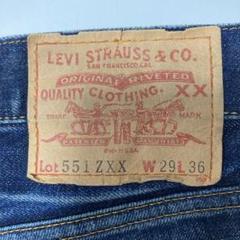 LEVI STRAUSS & CO.
SAN FRANCISCO, CAL.
ORIGINAL RIVETED
QUALITY CLOTHING.
XX
TRADE MARK
Lot 551 ZXX W 29 L 36